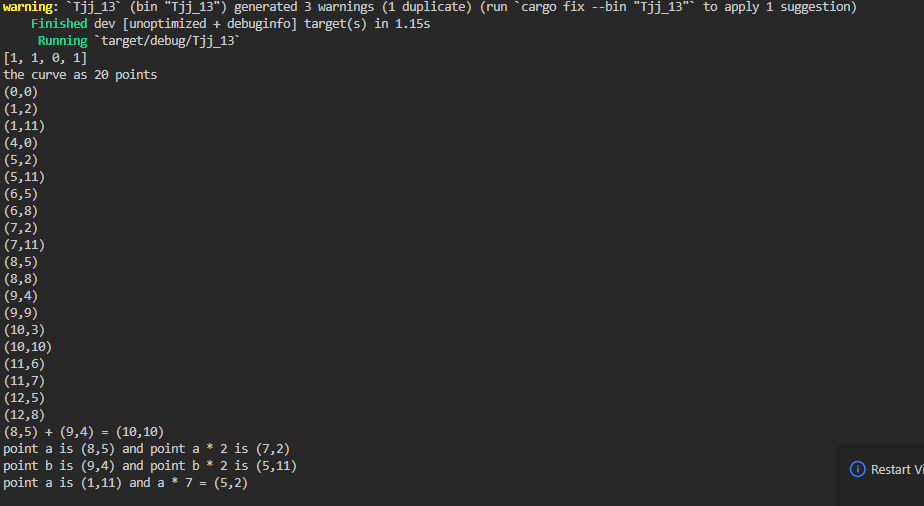 warning: `Tjj_13` (bin "Tjj_13") generated 3 warnings (1 duplicate) (run `cargo fix --bin "Tjj_13"` to apply 1 suggestion)
Finished dev [unoptimized + debuginfo] target(s) in 1.15s
Running `target/debug/Tjj_13`
[1, 1, 0, 1]
the curve as 20 points
(0,0)
(1,2)
(1,11)
(4,0)
(5,2)
(5,11)
(6,5)
(6,8)
(7,2)
(7,11)
(8,5)
(8,8)
(9,4)
(9,9)
(10,3)
(10,10)
(11,6)
(11,7)
(12,5)
(12,8)
(8,5) + (9,4) = (10,10)
point a is (8,5) and point a * 2 is (7,2)
point b is (9,4) and point b * 2 is (5,11)
point a is (1,11) and a * 7 = (5,2)
Restart Vi